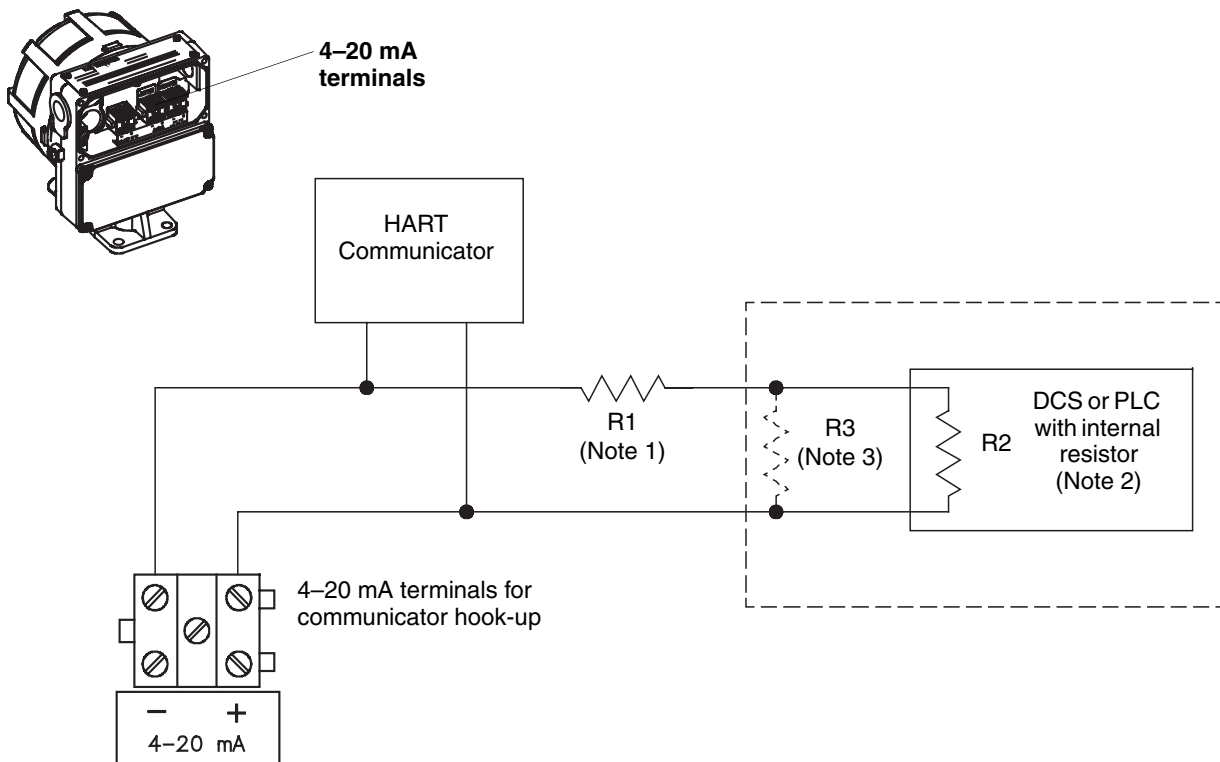 4–20 mA
terminals
HART
Communicator
R1
(Note 1)
R3
(Note 3)
R2
DCS or PLC
with internal
resistor
(Note 2)
4–20 mA terminals for
communicator hook-up
− +
4–20 mA